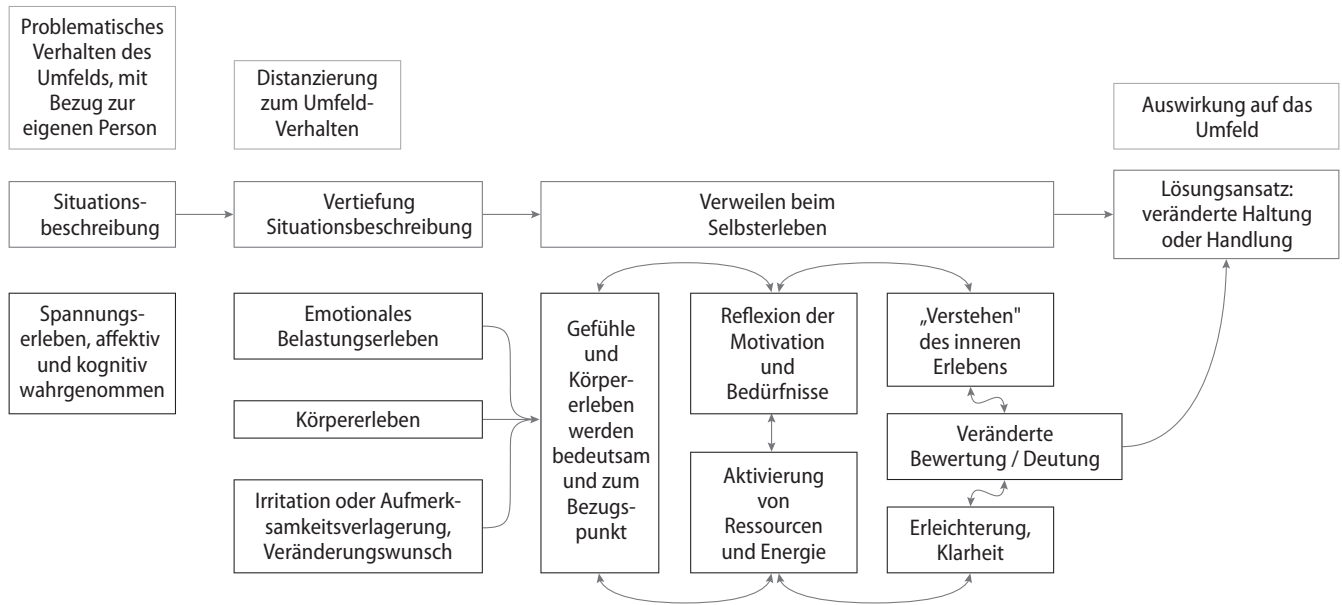 Problematisches
Verhalten des
Umfelds, mit
Bezug zur
eigenen Person
Distanzierung
zum Umfeld-
Verhalten
Auswirkung auf das
Umfeld
Situations-
beschreibung
Vertiefung
Situationsbeschreibung
Verweilen beim
Selbsterleben
Lösungsansatz:
veränderte Haltung
oder Handlung
Spannungs-
erleben, affektiv
und kognitiv
wahrgenommen
Emotionales
Belastungserleben
Körpererleben
Irritation oder Aufmerk-
samkeitsverlagerung,
Veränderungswunsch
Gefühle
und
Körper-
erleben
werden
bedeutsam
und zum
Bezugs-
punkt
Reflexion der
Motivation
und
Bedürfnisse
Aktivierung
von
Ressourcen
und Energie
„Verstehen"
des inneren
Erlebens
Veränderte
Bewertung / Deutung
Erleichterung,
Klarheit